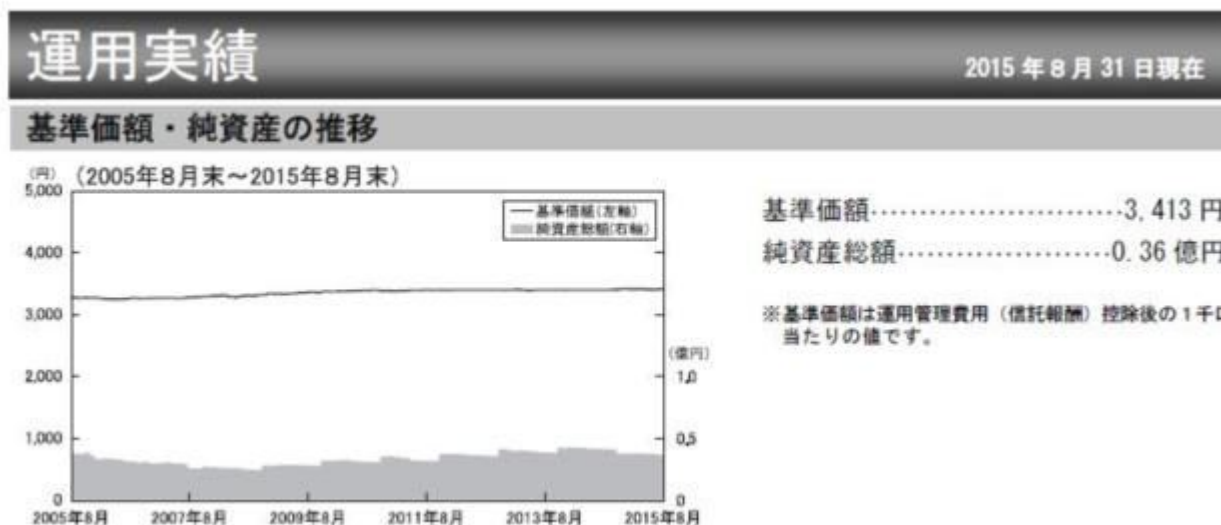 運用実績
2015年8月31日現在
基準価額・純資産の推移
(円)
(2005年8月末～2015年8月末)
5,000
4,000
3,000
2,000
1,000
0
基準価額(左軸)
純資産総額(右軸)
(億円)
1.0
0.5
0
2005年8月 2007年8月 2009年8月 2011年8月 2013年8月 2015年8月
基準価額‥‥‥‥‥‥‥‥‥‥‥‥3,413円
純資産総額‥‥‥‥‥‥‥‥‥‥‥0.36億円
※基準価額は運用管理費用（信託報酬）控除後の1千口
当たりの値です。